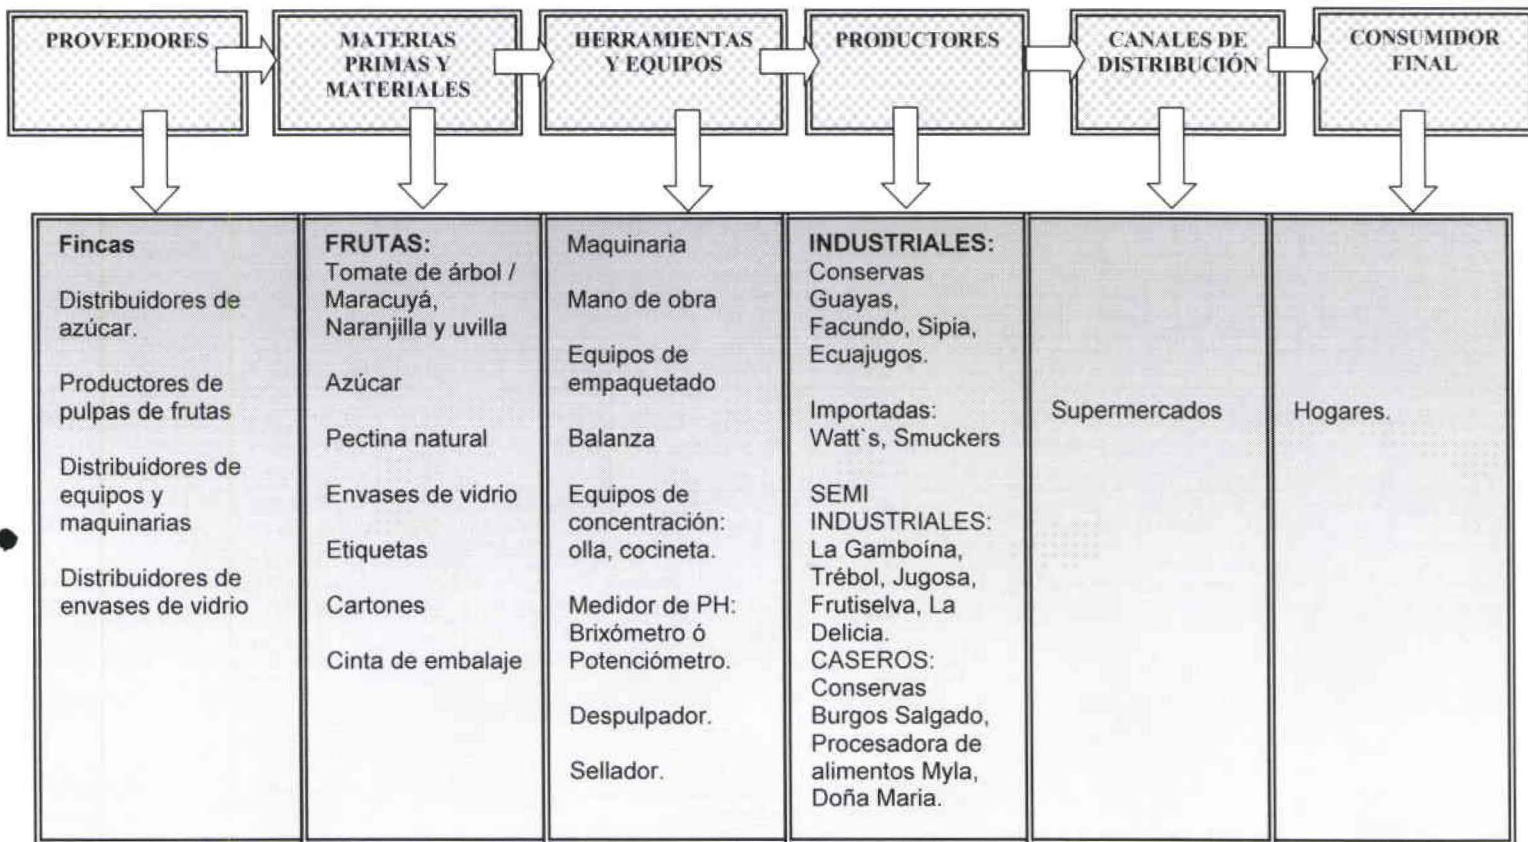 PROVEEDORES
MATERIAS
PRIMAS Y
MATERIALES
HERRAMIENTAS
Y EQUIPOS
PRODUCTORES
CANALES DE
DISTRIBUCIÓN
CONSUMIDOR
FINAL
Fincas
Distribuidores de
azúcar.
Productores de
pulpas de frutas
Distribuidores de
equipos y
maquinarias
Distribuidores de
envases de vidrio
FRUTAS:
Tomate de árbol /
Maracuyá,
Naranjilla y uvilla
Azúcar
Pectina natural
Envases de vidrio
Etiquetas
Cartones
Cinta de embalaje
Maquinaria
Mano de obra
Equipos de
empaquetado
Balanza
Equipos de
concentración:
olla, cocineta.
Medidor de PH:
Brixómetro ó
Potenciómetro.
Despulpador.
Sellador.
INDUSTRIALES:
Conservas
Guayas,
Facundo, Sipia,
Ecuajugos.
Importadas:
Watt`s, Smuckers
SEMI
INDUSTRIALES:
La Gamboína,
Trébol, Jugosa,
Frutiselva, La
Delicia.
CASEROS:
Conservas
Burgos Salgado,
Procesadora de
alimentos Myla,
Doña Maria.
Supermercados
Hogares.